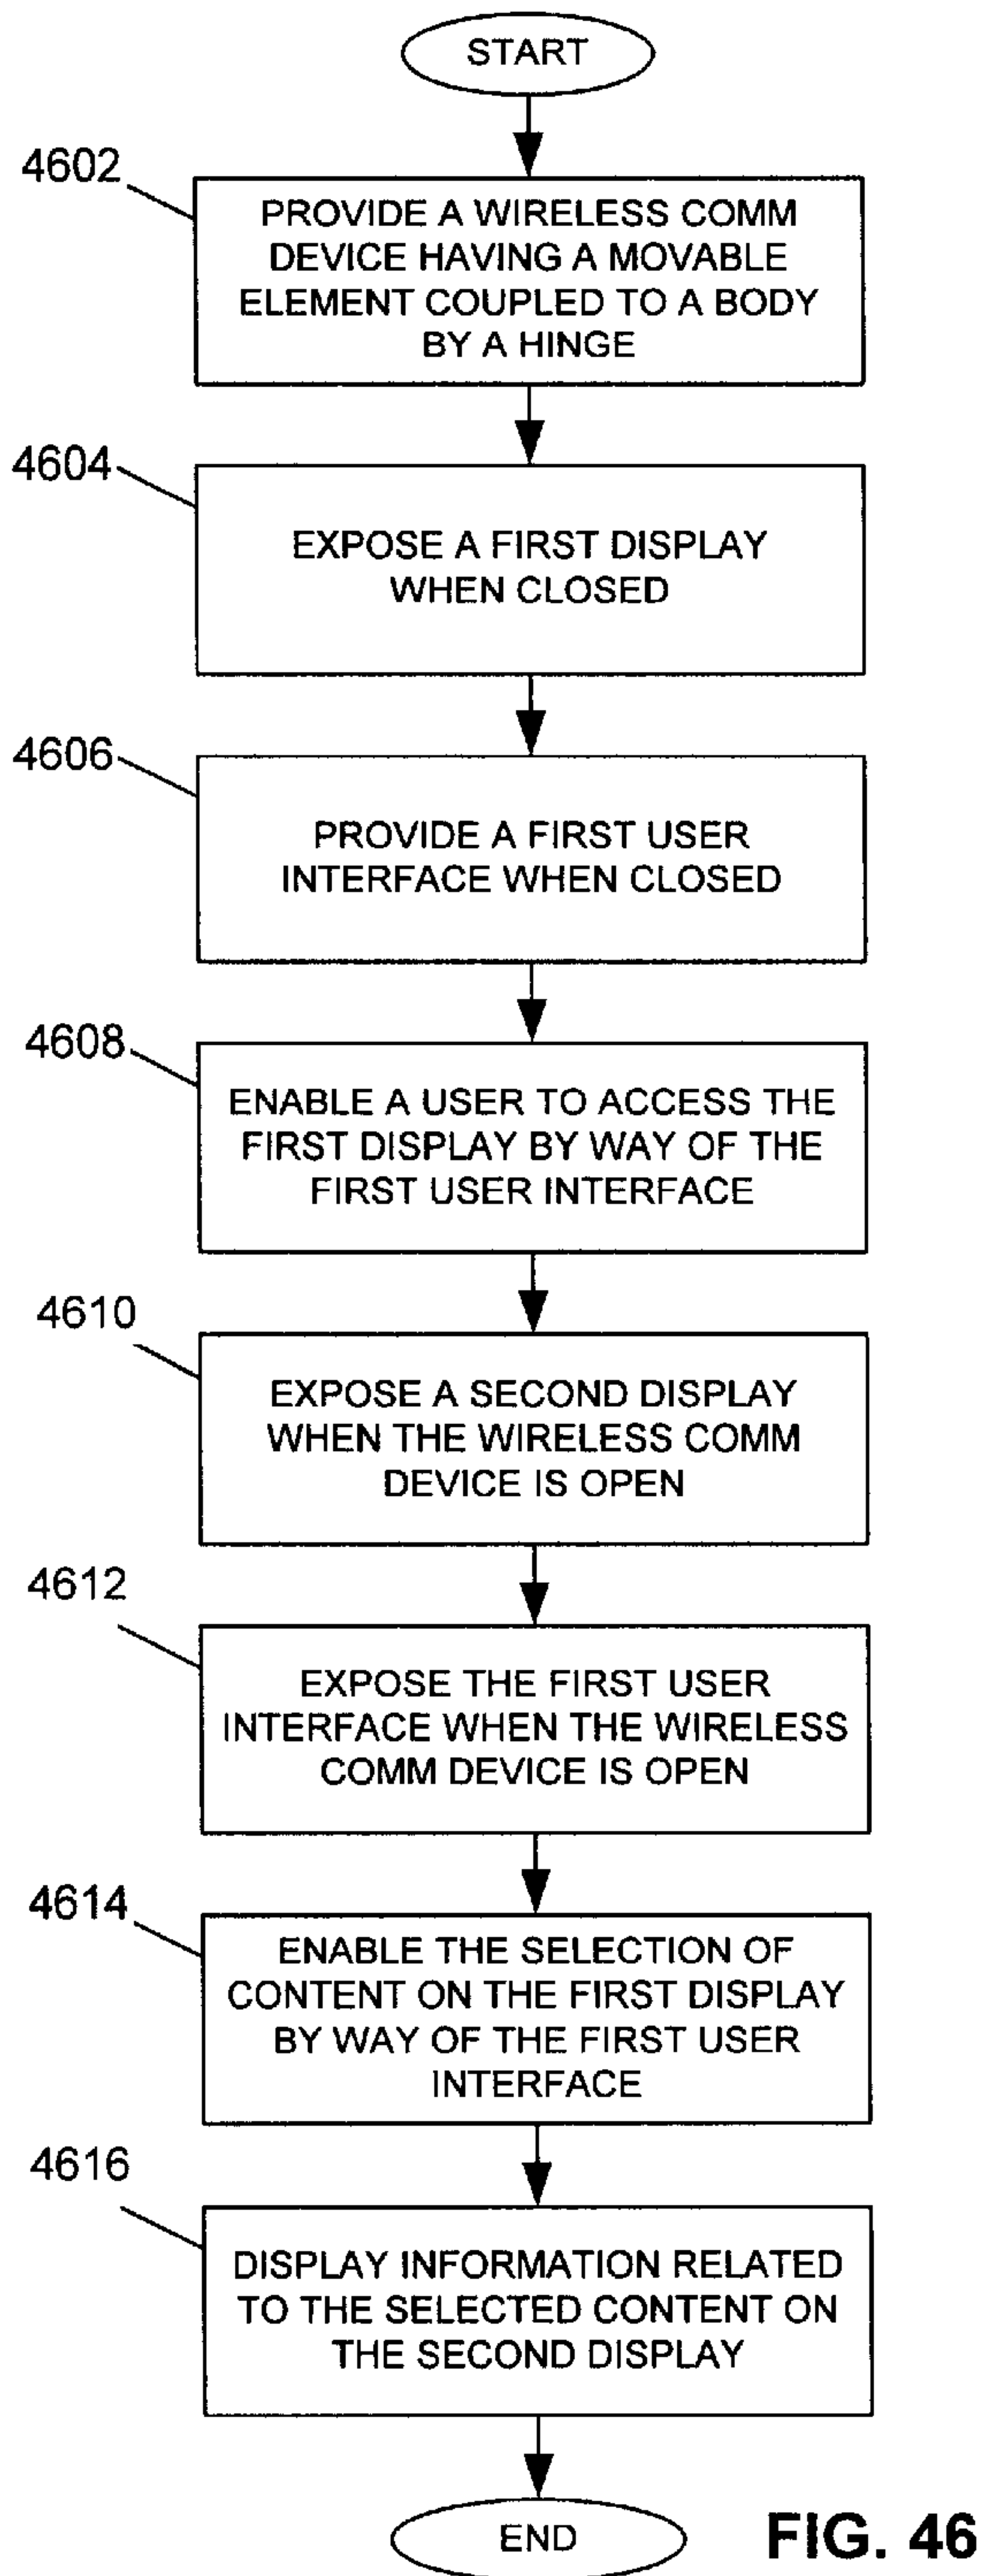 START
4602
PROVIDE A WIRELESS COMM
DEVICE HAVING A MOVABLE
ELEMENT COUPLED TO A BODY
BY A HINGE
4604
EXPOSE A FIRST DISPLAY
WHEN CLOSED
4606
PROVIDE A FIRST USER
INTERFACE WHEN CLOSED
4608
ENABLE A USER TO ACCESS THE
FIRST DISPLAY BY WAY OF THE
FIRST USER INTERFACE
4610
EXPOSE A SECOND DISPLAY
WHEN THE WIRELESS COMM
DEVICE IS OPEN
4612
EXPOSE THE FIRST USER
INTERFACE WHEN THE WIRELESS
COMM DEVICE IS OPEN
4614
ENABLE THE SELECTION OF
CONTENT ON THE FIRST DISPLAY
BY WAY OF THE FIRST USER
INTERFACE
4616
DISPLAY INFORMATION RELATED
TO THE SELECTED CONTENT ON
THE SECOND DISPLAY
END
FIG. 46